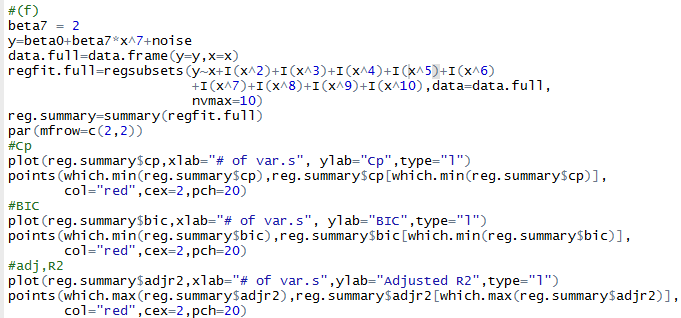 #(f)
beta7 = 2
y=beta0+beta7*x^7+noise
data.full=data.frame(y=y,x=x)
regfit.full=regsubsets(y~x+I(x^2)+I(x^3)+I(x^4)+I(x^5)+I(x^6)
+I(x^7)+I(x^8)+I(x^9)+I(x^10),data=data.full,
nvmax=10)
reg.summary=summary(regfit.full)
par(mfrow=c(2,2))
#Cp
plot(reg.summary$cp,xlab="# of var.s", ylab="Cp",type="l")
points(which.min(reg.summary$cp),reg.summary$cp[which.min(reg.summary$cp)],
col="red",cex=2,pch=20)
#BIC
plot(reg.summary$bic,xlab="# of var.s", ylab="BIC",type="l")
points(which.min(reg.summary$bic),reg.summary$bic[which.min(reg.summary$bic)],
col="red",cex=2,pch=20)
#adj,R2
plot(reg.summary$adjr2,xlab="# of var.s",ylab="Adjusted R2",type="l")
points(which.max(reg.summary$adjr2),reg.summary$adjr2[which.max(reg.summary$adjr2)],
col="red",cex=2,pch=20)